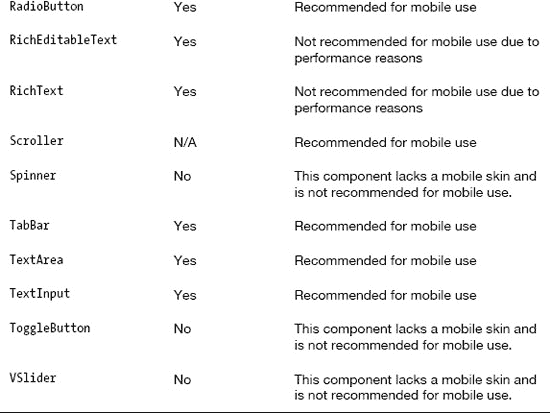 RadioButton Yes Recommended for mobile use
RichEditableText Yes Not recommended for mobile use due to
performance reasons
RichText Yes Not recommended for mobile use due to
performance reasons
Scroller N/A Recommended for mobile use
Spinner No This component lacks a mobile skin and
is not recommended for mobile use.
TabBar Yes Recommended for mobile use
TextArea Yes Recommended for mobile use
TextInput Yes Recommended for mobile use
ToggleButton No This component lacks a mobile skin and
is not recommended for mobile use.
VSlider No This component lacks a mobile skin and
is not recommended for mobile use.